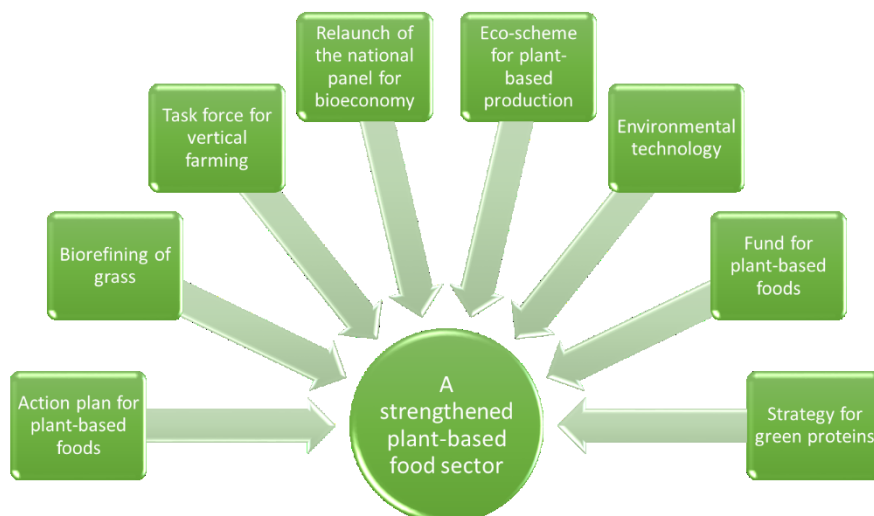 Relaunch of
the national
panel for
bioeconomy
Eco-scheme
for plant-
based
production
Task force for
vertical
farming
Environmental
technology
Biorefining of
grass
Fund for
plant-based
foods
Action plan for
plant-based
foods
A
strengthened
plant-based
food sector
Strategy for
green proteins